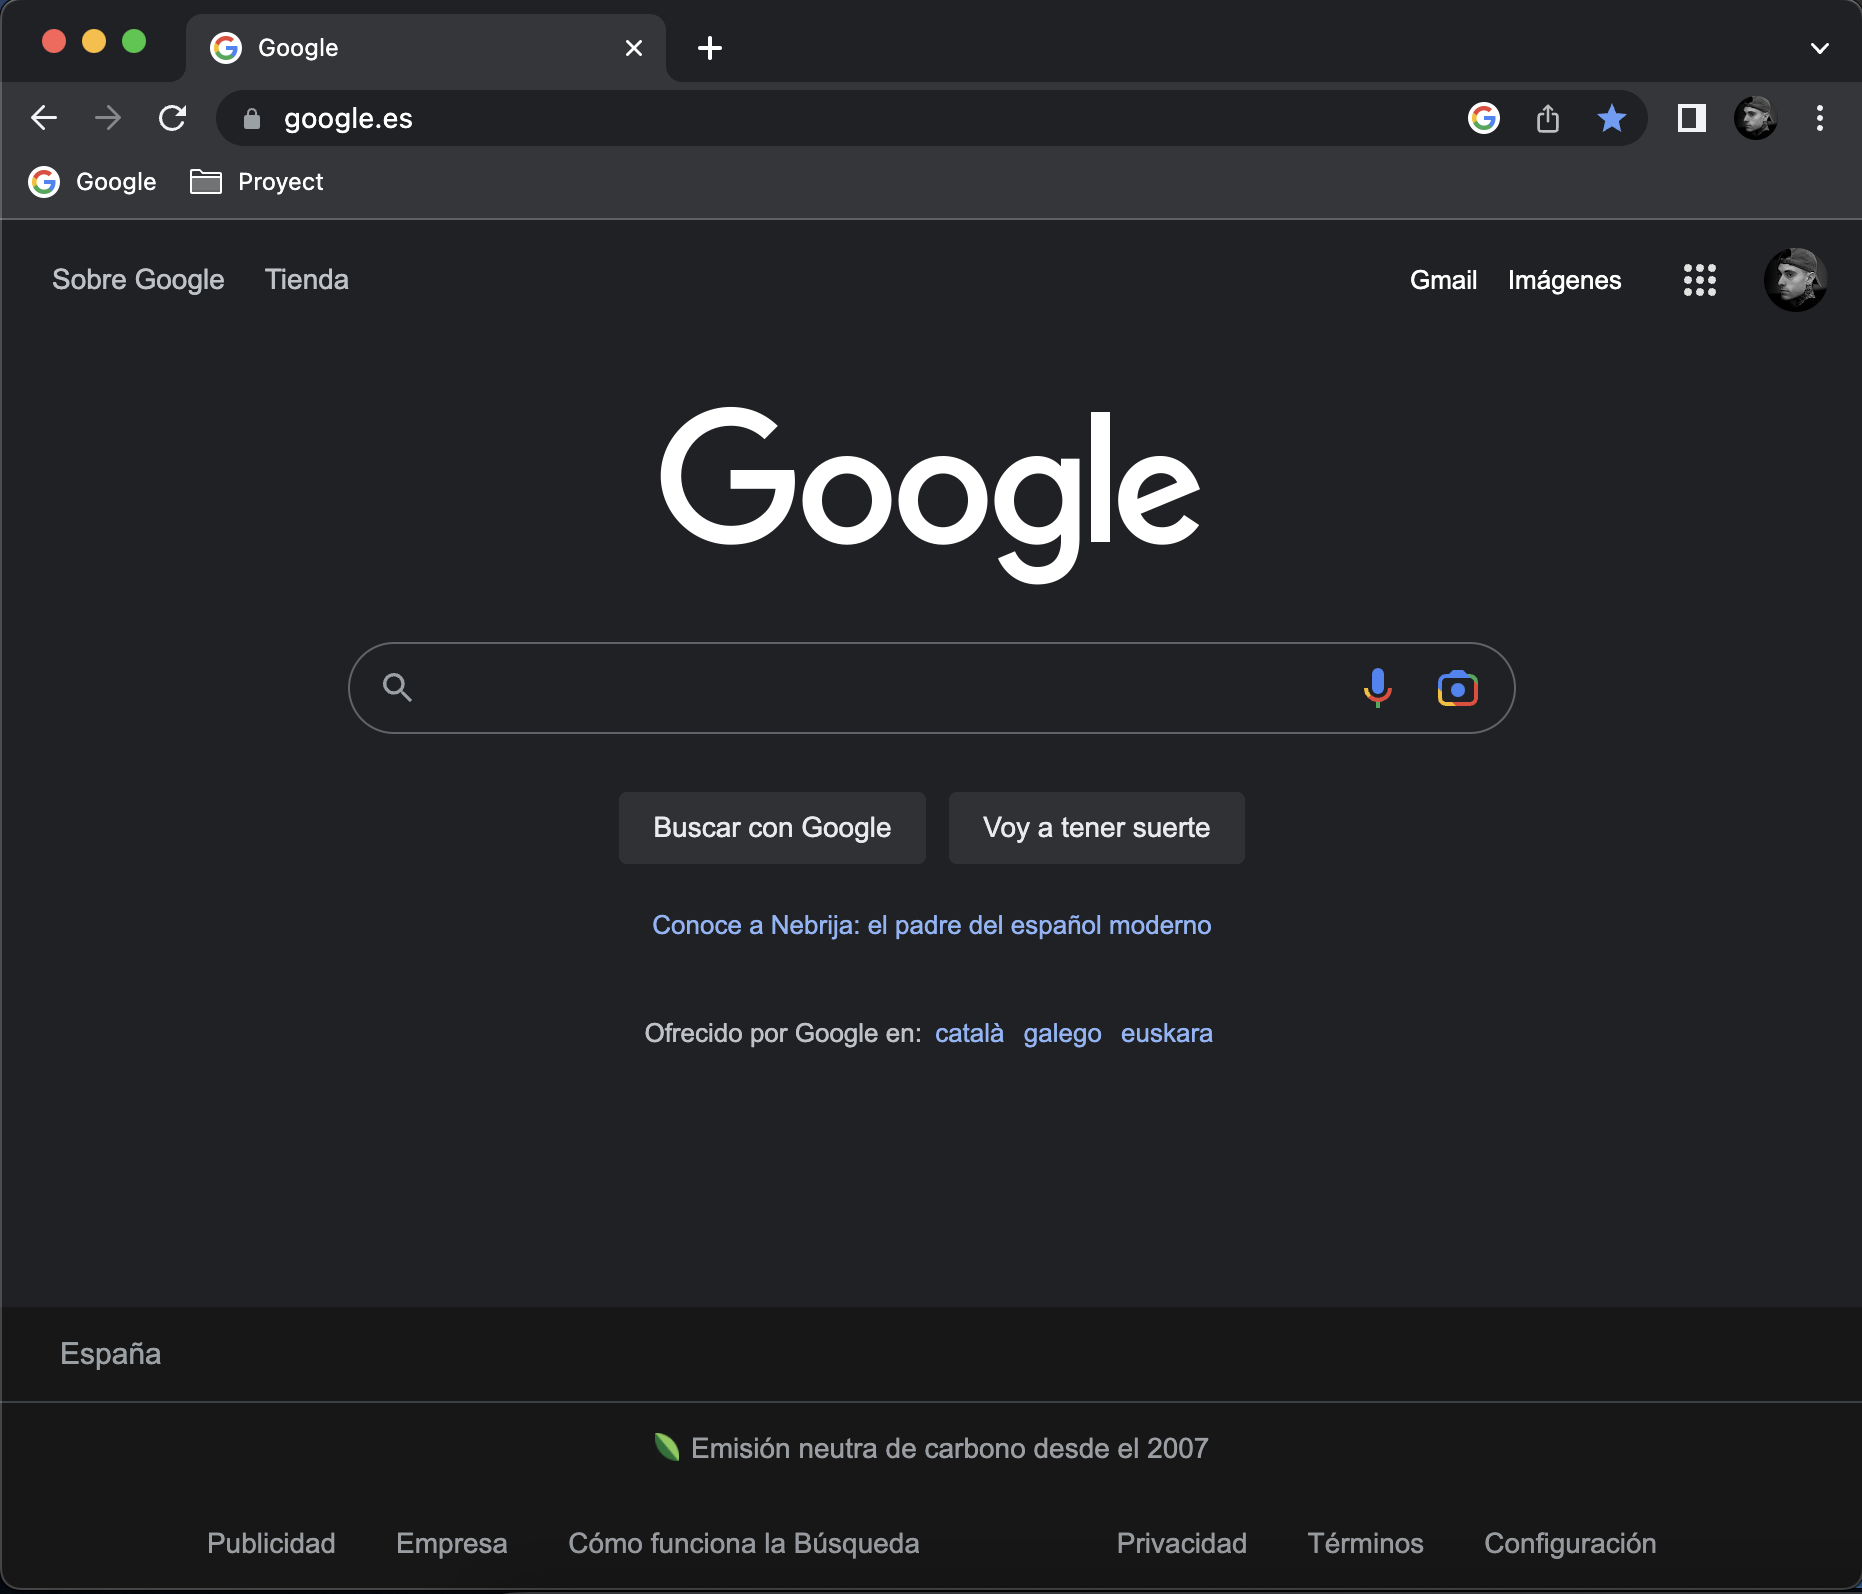 Google
google.es
Google Proyect
Sobre Google Tienda Gmail Imágenes
Google
Buscar con Google Voy a tener suerte
Conoce a Nebrija: el padre del español moderno
Ofrecido por Google en: català galego euskara
España
Emisión neutra de carbono desde el 2007
Publicidad Empresa Cómo funciona la Búsqueda Privacidad Términos Configuración